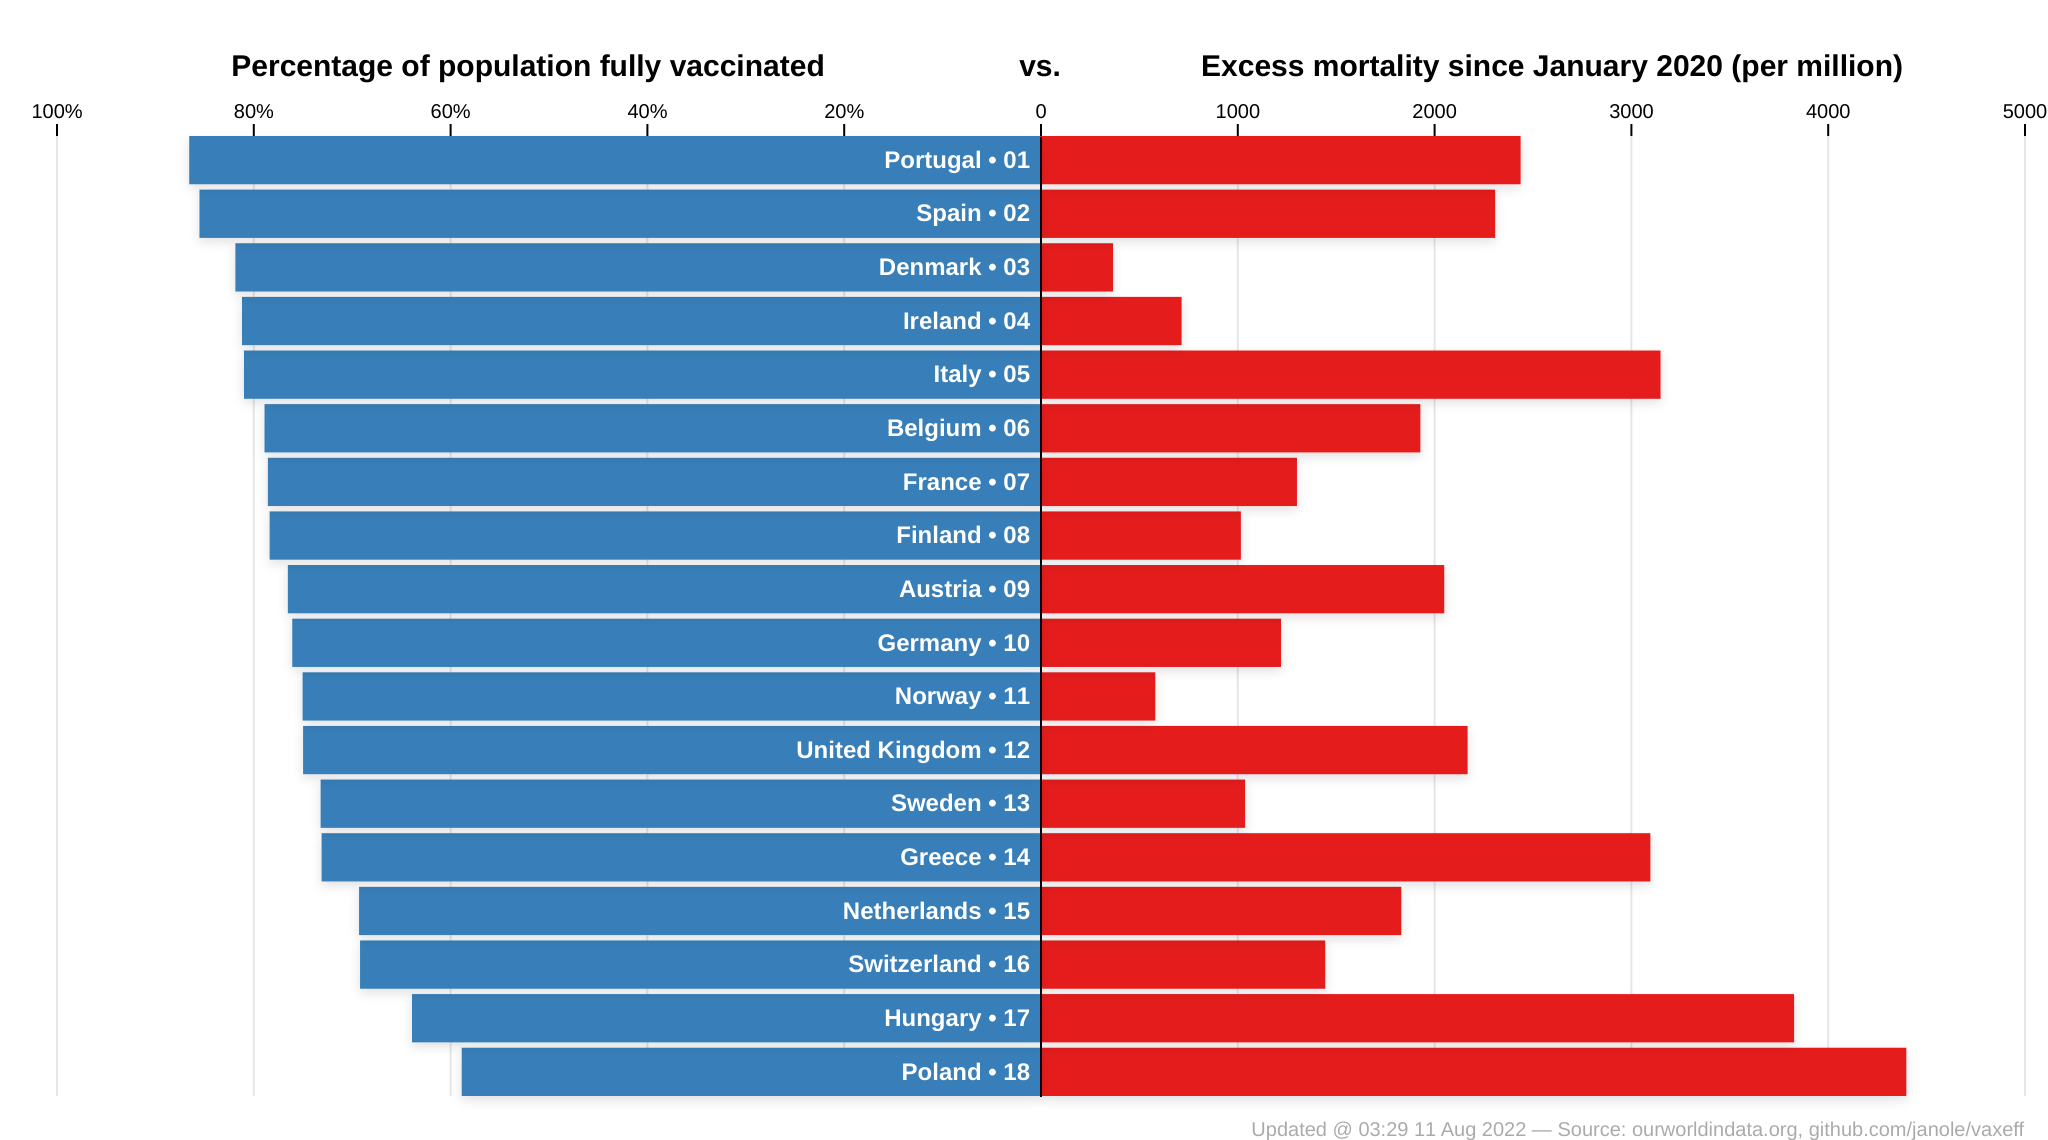 Percentage of population fully vaccinated vs. Excess mortality since January 2020 (per million)
100% 80% 60% 40% 20% 0 1000 2000 3000 4000 5000
Portugal • 01
Spain • 02
Denmark • 03
Ireland • 04
Italy • 05
Belgium • 06
France • 07
Finland • 08
Austria • 09
Germany • 10
Norway • 11
United Kingdom • 12
Sweden • 13
Greece • 14
Netherlands • 15
Switzerland • 16
Hungary • 17
Poland • 18
Updated @ 03:29 11 Aug 2022 — Source: ourworldindata.org, github.com/janole/vaxeff